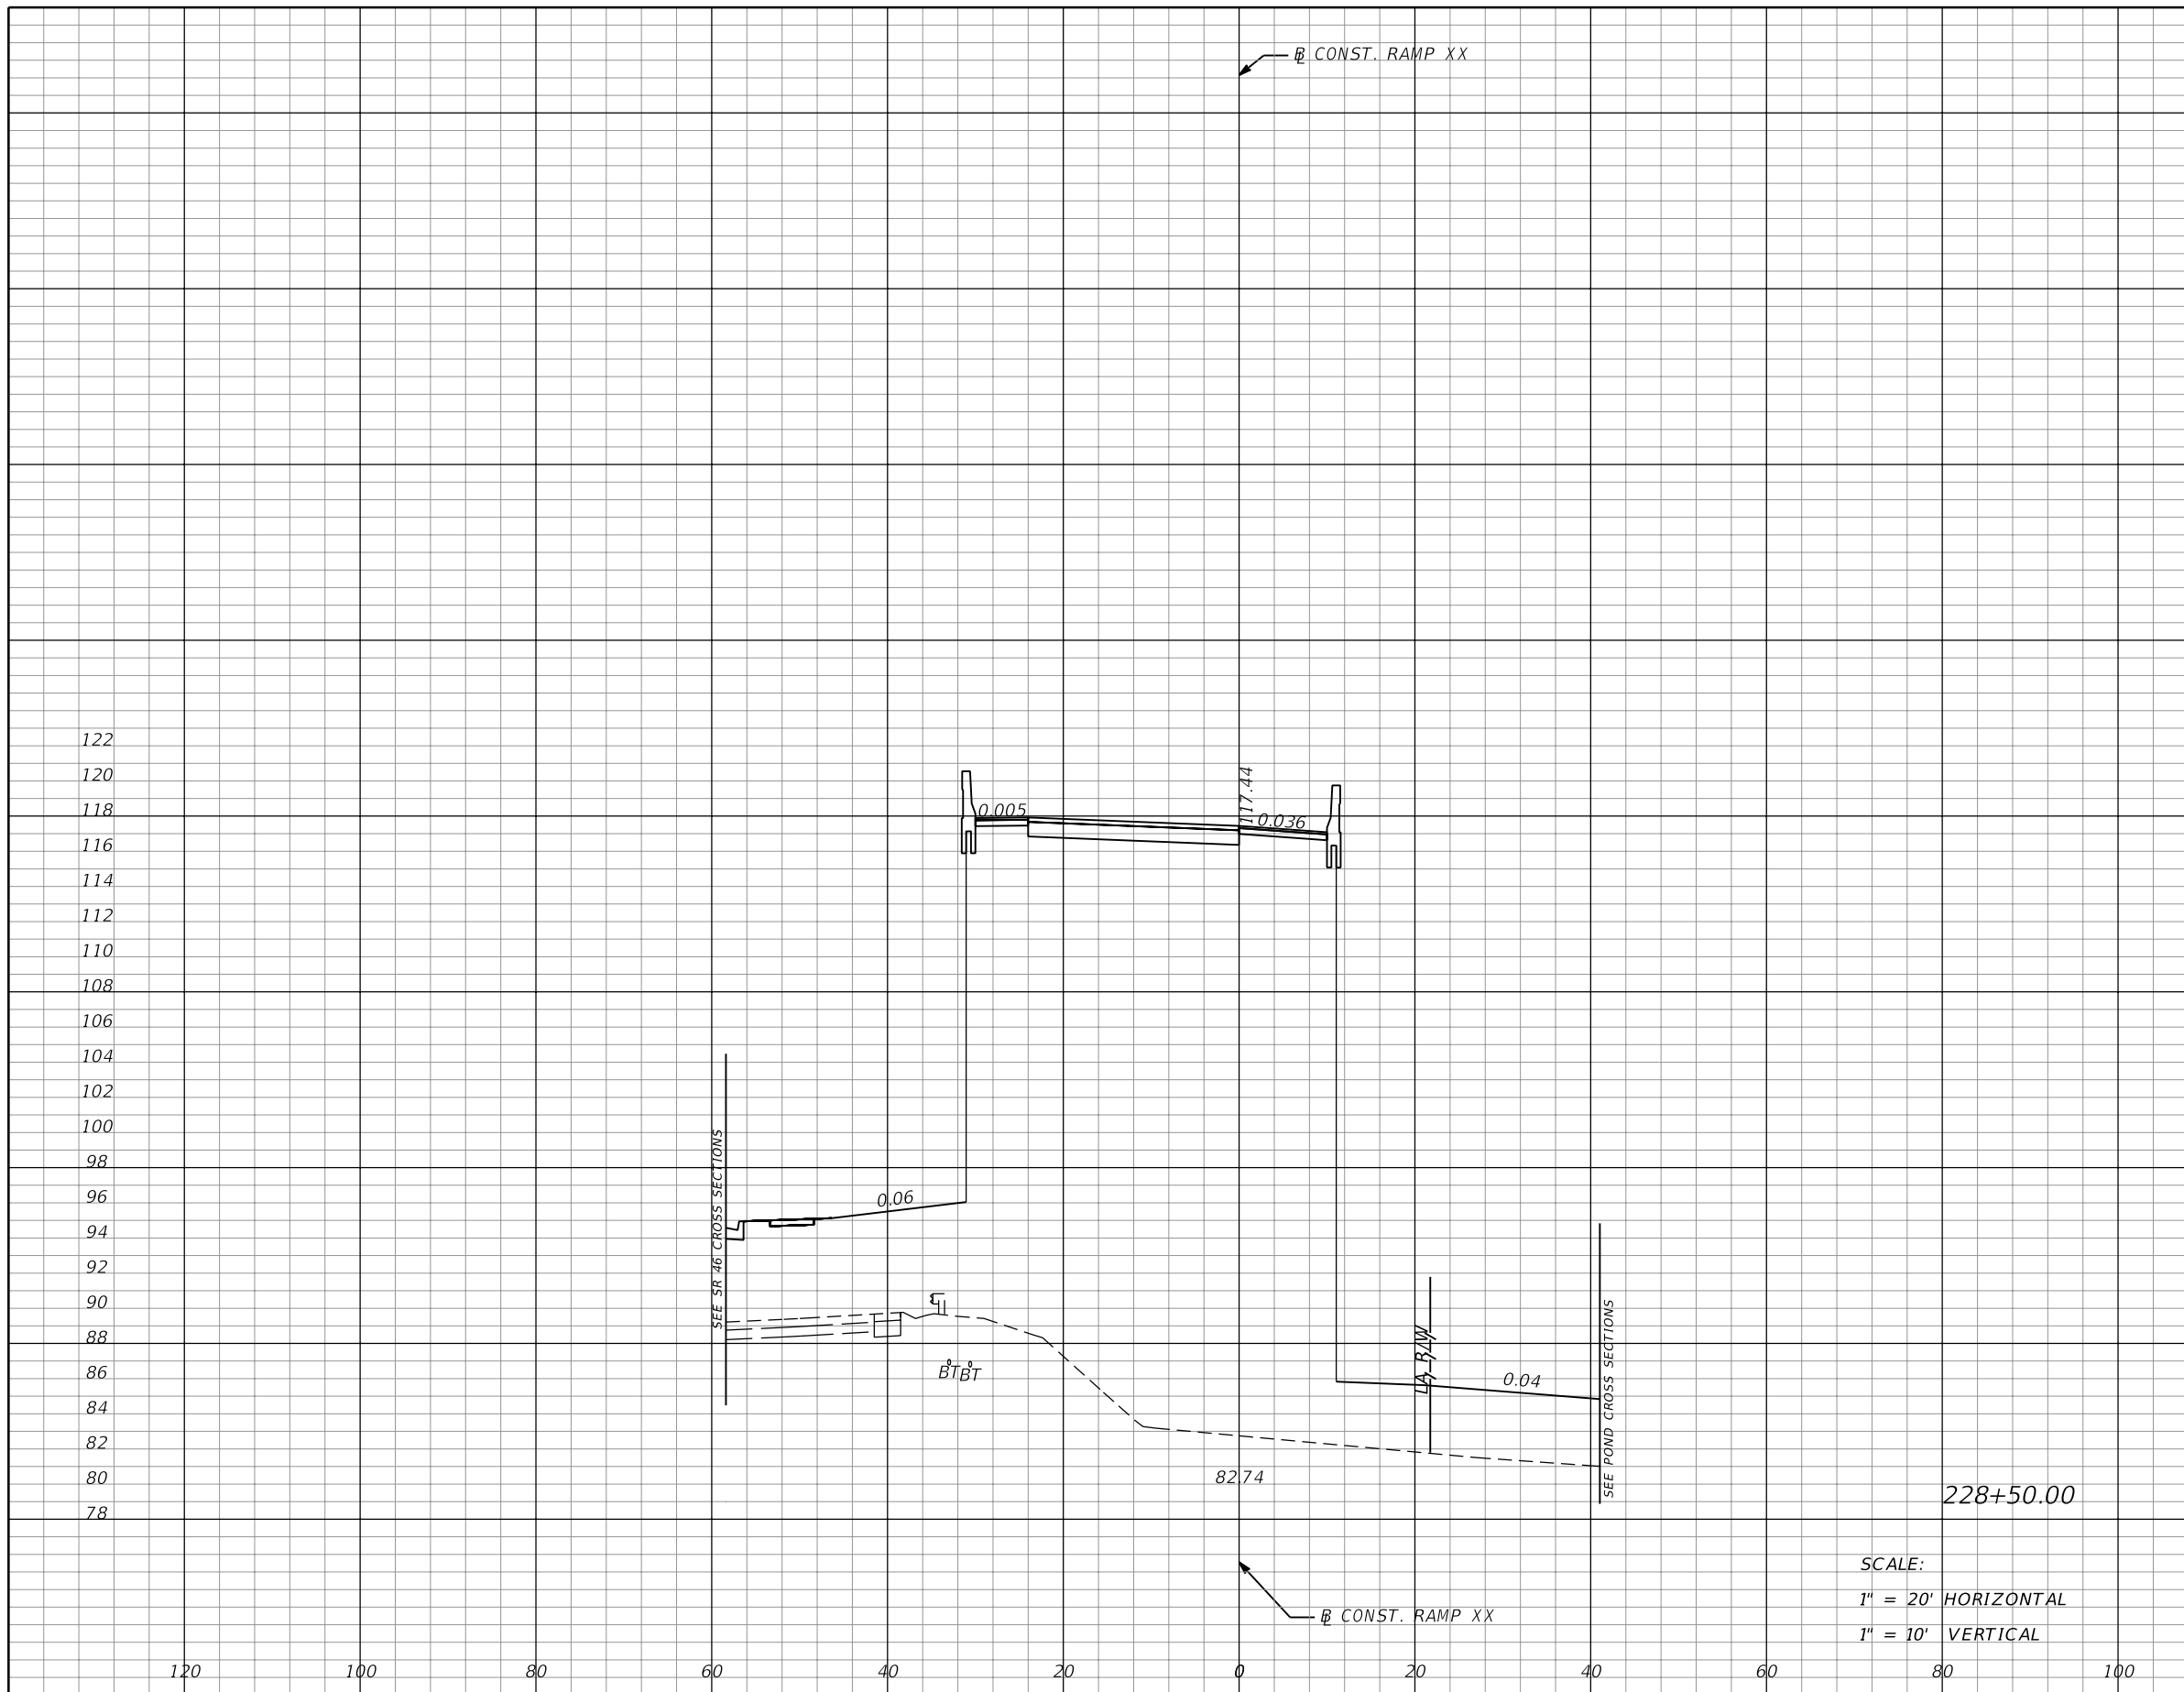 BL CONST. RAMP XX
122
120
118
116
114
112
110
108
106
104
102
100
98
96
94
92
90
88
86
84
82
80
78
0.005
117.44
0.036
SEE SR 46 CROSS SECTIONS
0.06
BT
BT
LA R/W
0.04
SEE POND CROSS SECTIONS
82.74
228+50.00
BL CONST. RAMP XX
SCALE:
1" = 20' HORIZONTAL
1" = 10' VERTICAL
120 100 80 60 40 20 0 20 40 60 80 100